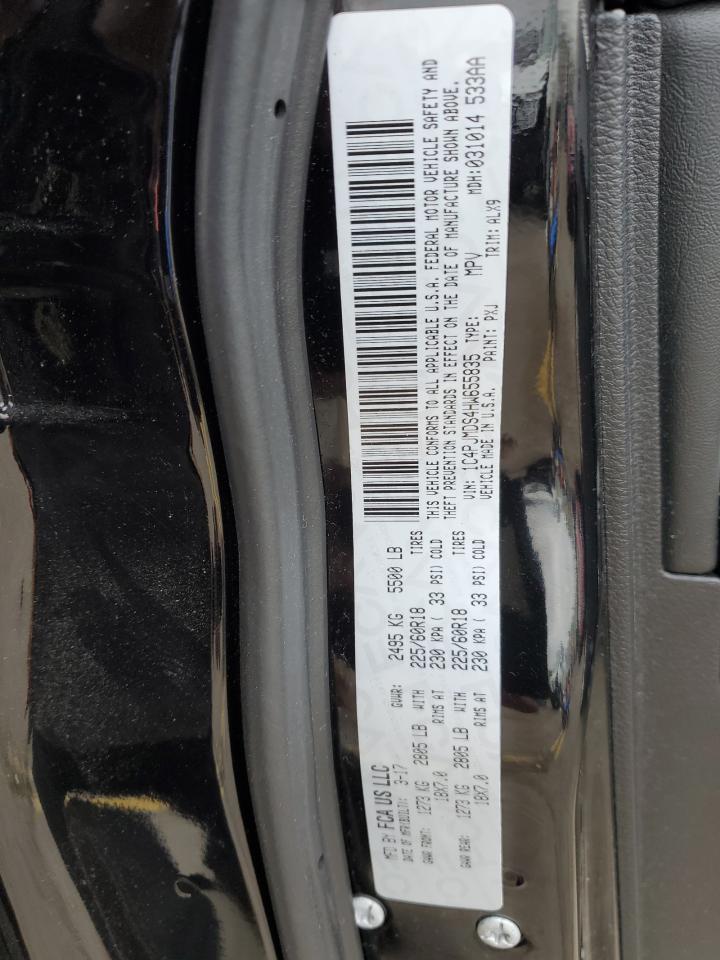 MFD BY FCA US LLC
DATE OF MFR(BUILT): 3-17 GVWR: 2495 KG 5500 LB
GAWR FRONT: 1273 KG 2805 LB WITH 225/60R18 TIRES
18X7.0 RIMS AT 230 KPA ( 33 PSI) COLD
GAWR REAR: 1273 KG 2805 LB WITH 225/60R18 TIRES
18X7.0 RIMS AT 230 KPA ( 33 PSI) COLD
THIS VEHICLE CONFORMS TO ALL APPLICABLE U.S.A. FEDERAL MOTOR VEHICLE SAFETY AND
THEFT PREVENTION STANDARDS IN EFFECT ON THE DATE OF MANUFACTURE SHOWN ABOVE.
VIN: 1C4PJMDS4HW655835 TYPE: MPV MDH:031014 533AA
VEHICLE MADE IN U.S.A. PAINT: PXJ TRIM: ALX9